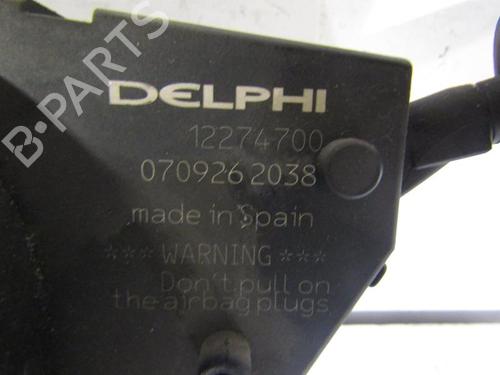 B-PARTS
DELPHI
12274700
0709262038
made in Spain
*** WARNING ***
Don't pull on
the airbag plugs